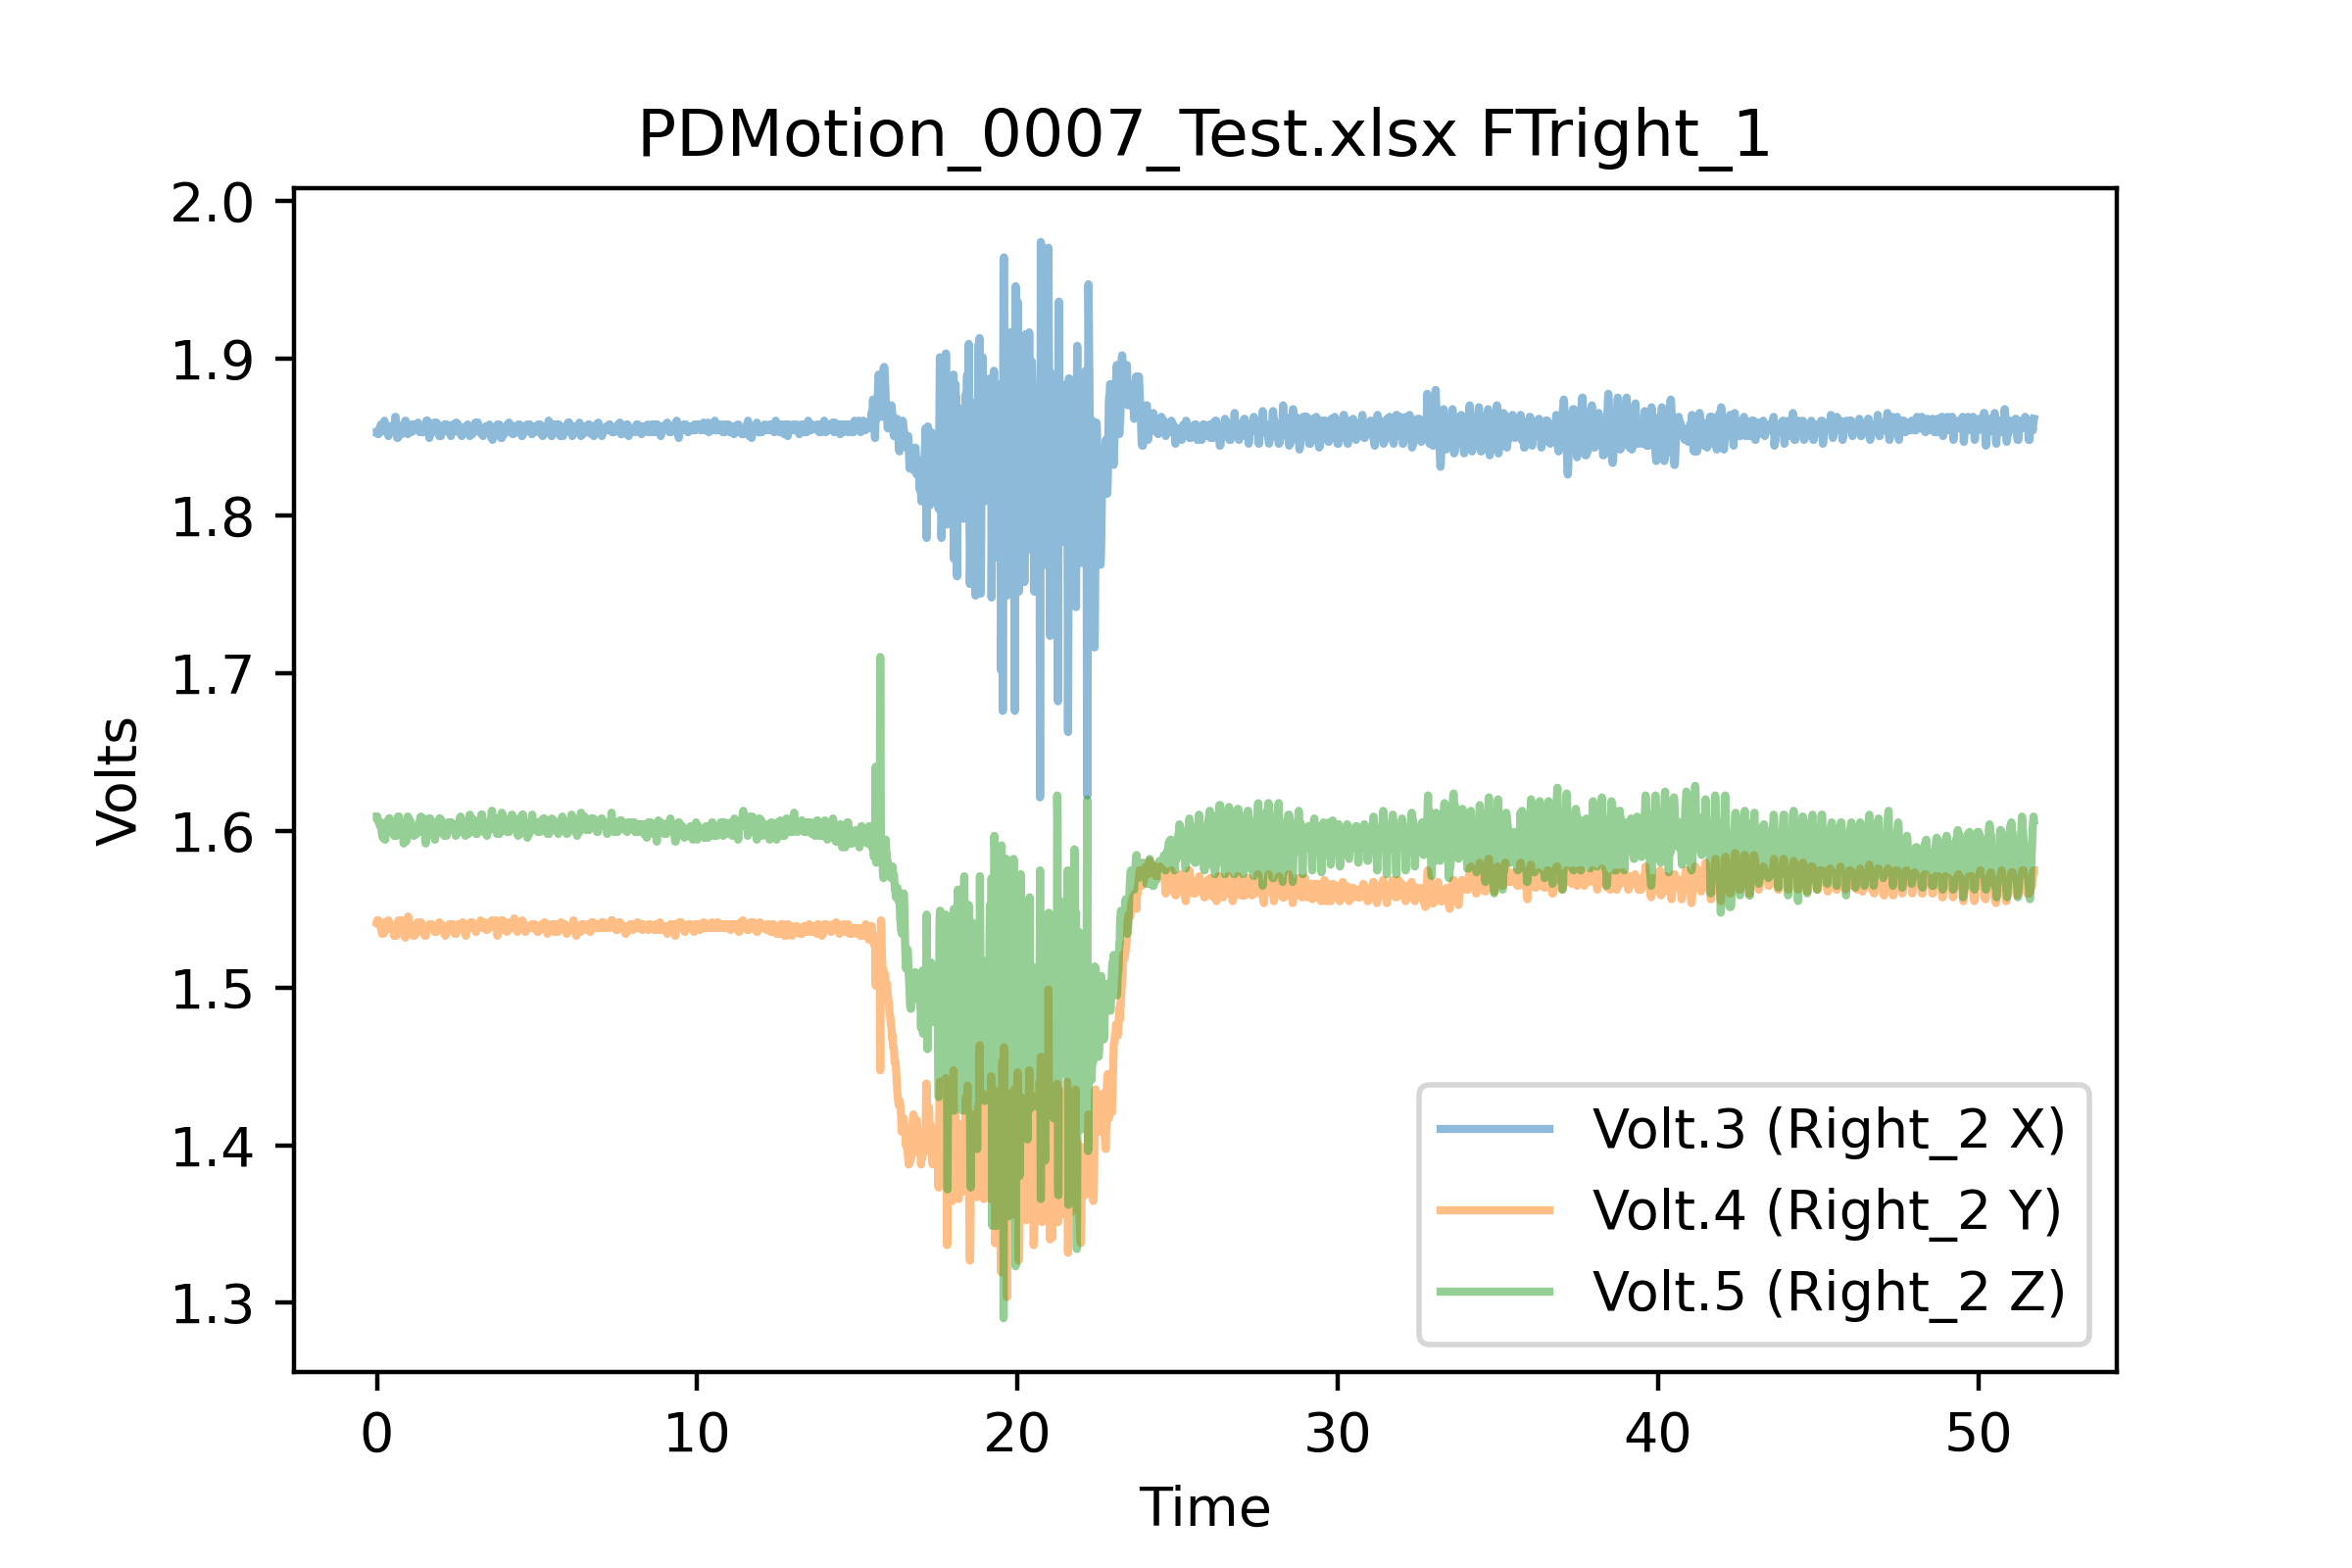 PDMotion_0007_Test.xlsx FTright_1
2.0
1.9
1.8
1.7
1.6
1.5
1.4
1.3
Volts
Volt.3 (Right_2 X)
Volt.4 (Right_2 Y)
Volt.5 (Right_2 Z)
0 10 20 30 40 50
Time